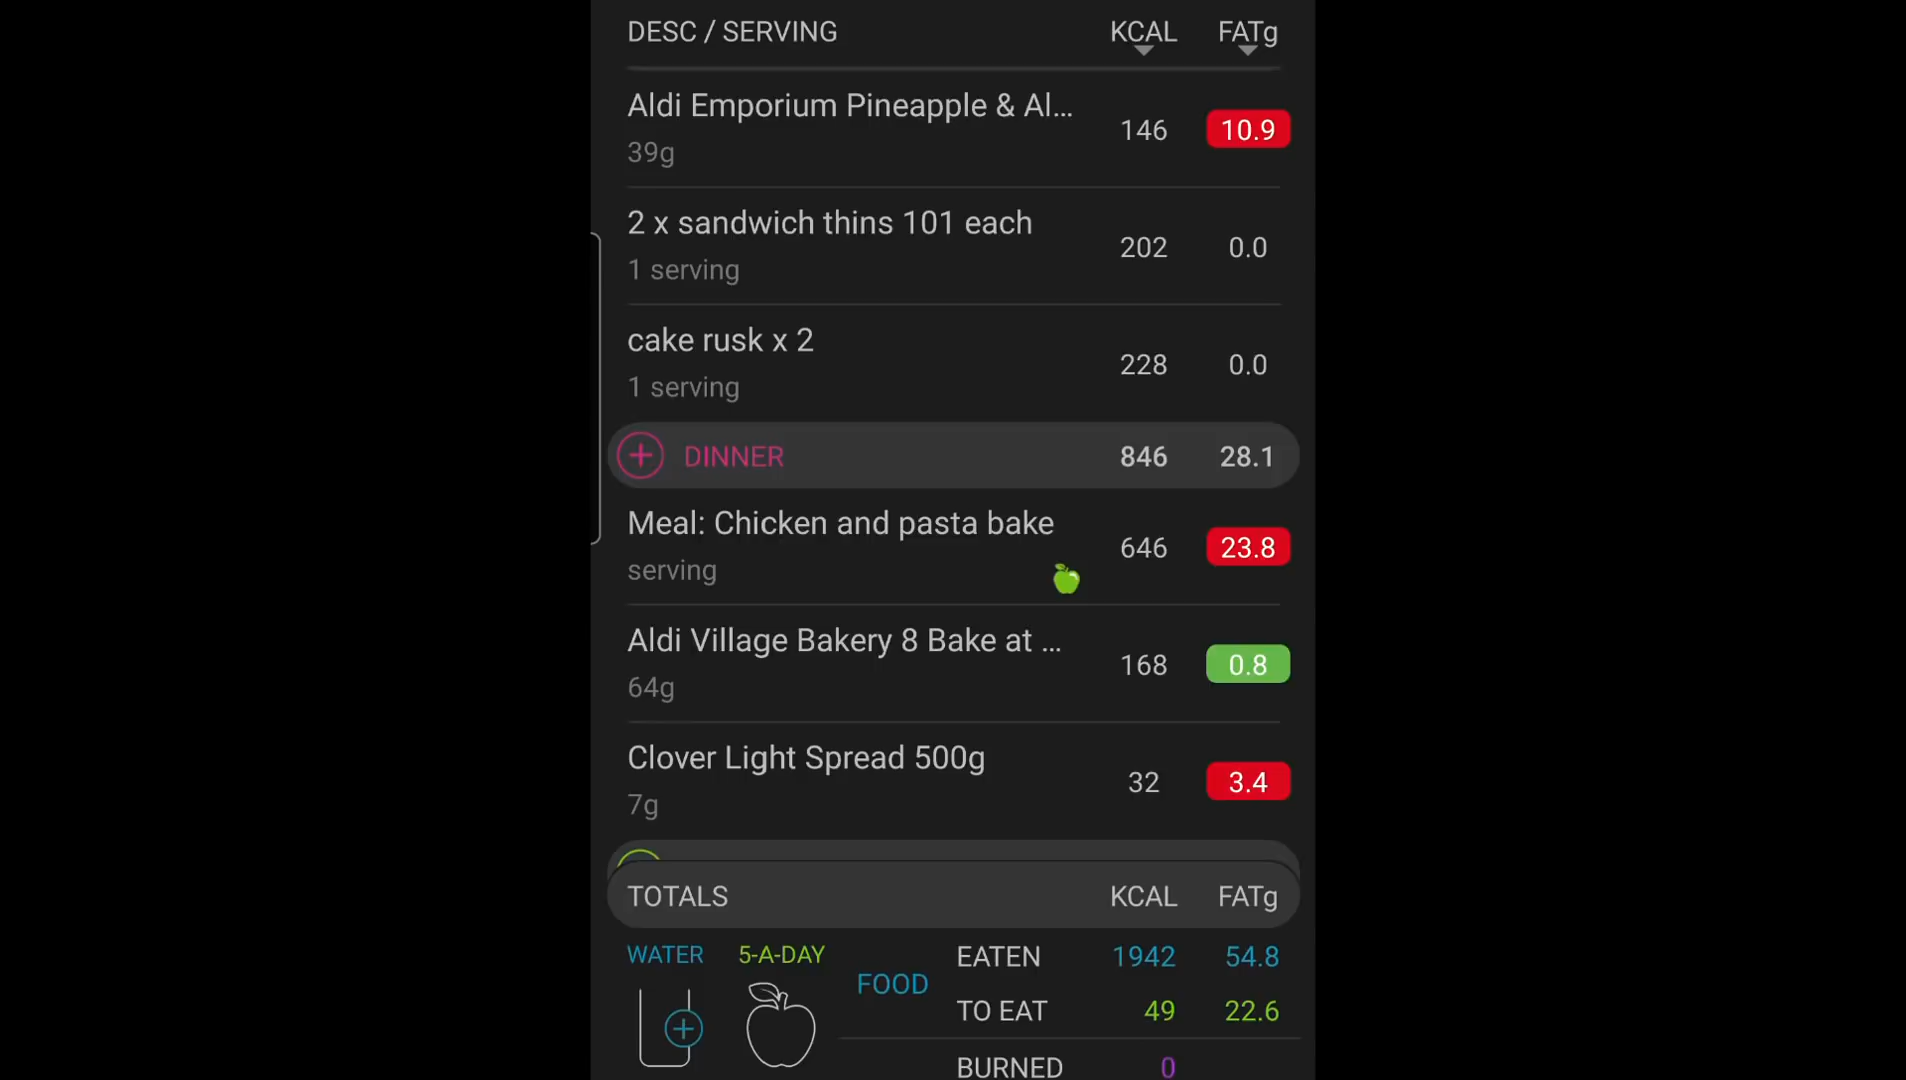 DESC / SERVING KCAL FATg
Aldi Emporium Pineapple & Al... 146 10.9
39g
2 x sandwich thins 101 each 202 0.0
1 serving
cake rusk x 2 228 0.0
1 serving
DINNER 846 28.1
Meal: Chicken and pasta bake 646 23.8
serving
Aldi Village Bakery 8 Bake at ... 168 0.8
64g
Clover Light Spread 500g 32 3.4
7g
TOTALS KCAL FATg
WATER 5-A-DAY FOOD EATEN 1942 54.8
TO EAT 49 22.6
BURNED 0